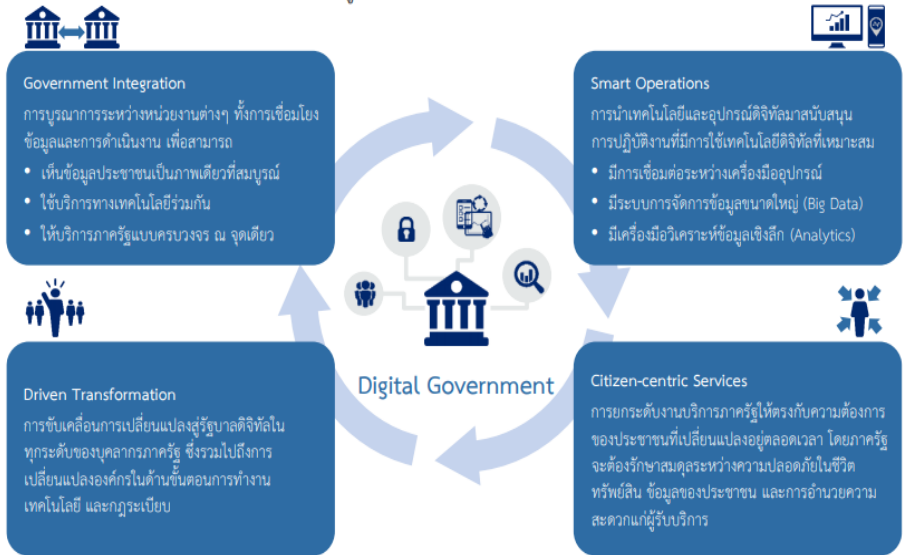 Government Integration
การบูรณาการระหว่างหน่วยงานต่างๆ ทั้งการเชื่อมโยง
ข้อมูลและการดำเนินงาน เพื่อสามารถ
• เห็นข้อมูลประชาชนเป็นภาพเดียวที่สมบูรณ์
• ใช้บริการทางเทคโนโลยีร่วมกัน
• ให้บริการภาครัฐแบบครบวงจร ณ จุดเดียว
Smart Operations
การนำเทคโนโลยีและอุปกรณ์ดิจิทัลมาสนับสนุน
การปฏิบัติงานที่มีการใช้เทคโนโลยีดิจิทัลที่เหมาะสม
• มีการเชื่อมต่อระหว่างเครื่องมืออุปกรณ์
• มีระบบการจัดการข้อมูลขนาดใหญ่ (Big Data)
• มีเครื่องมือวิเคราะห์ข้อมูลเชิงลึก (Analytics)
Digital Government
Driven Transformation
การขับเคลื่อนการเปลี่ยนแปลงสู่รัฐบาลดิจิทัลใน
ทุกระดับของบุคลากรภาครัฐ ซึ่งรวมไปถึงการ
เปลี่ยนแปลงองค์กรในด้านขั้นตอนการทำงาน
เทคโนโลยี และกฎระเบียบ
Citizen-centric Services
การยกระดับงานบริการภาครัฐให้ตรงกับความต้องการ
ของประชาชนที่เปลี่ยนแปลงอยู่ตลอดเวลา โดยภาครัฐ
จะต้องรักษาสมดุลระหว่างความปลอดภัยในชีวิต
ทรัพย์สิน ข้อมูลของประชาชน และการอำนวยความ
สะดวกแก่ผู้รับบริการ